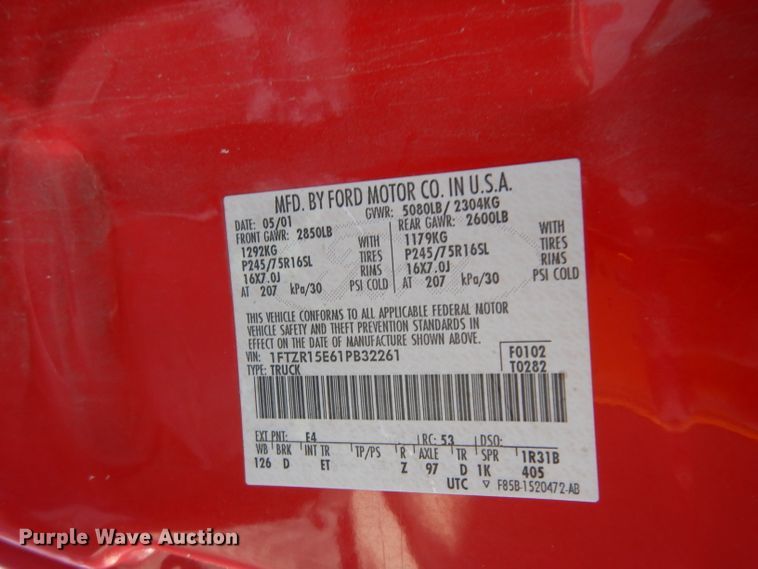 MFD. BY FORD MOTOR CO. IN U.S.A.
DATE: 05/01 GVWR: 5080LB / 2304KG
FRONT GAWR: 2850LB REAR GAWR: 2600LB
1292KG WITH 1179KG WITH
P245/75R16SL TIRES P245/75R16SL TIRES
16X7.0J RIMS 16X7.0J RIMS
AT 207 kPa/30 PSI COLD AT 207 kPa/30 PSI COLD
THIS VEHICLE CONFORMS TO ALL APPLICABLE FEDERAL MOTOR
VEHICLE SAFETY AND THEFT PREVENTION STANDARDS IN
EFFECT ON THE DATE OF MANUFACTURE SHOWN ABOVE.
VIN: 1FTZR15E61PB32261 F0102
TYPE: TRUCK T0282
EXT PNT: E4 RC: 53 DSO:
WB BRK INT TR TP/PS R AXLE TR SPR 1R31B
126 D ET Z 97 D 1K 405
UTC ▽ F85B-1520472-AB
Purple Wave Auction